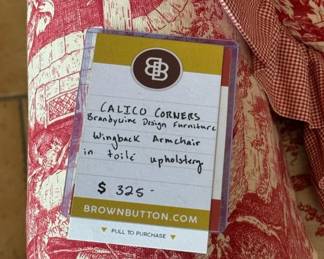 BB
CALICO CORNERS
Brandywine Design Furniture
Wingback Armchair
in toile upholstery
$ 325-
BROWNBUTTON.COM
PULL TO PURCHASE